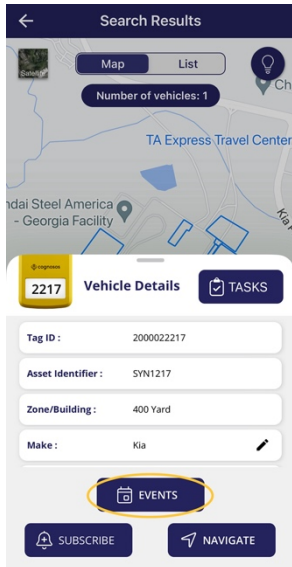 Search Results
Satellite
Map
List
Number of vehicles: 1
Ch
TA Express Travel Center
ndai Steel America
- Georgia Facility
Kia
cognosos
2217
Vehicle Details
TASKS
Tag ID :
2000022217
Asset Identifier :
SYN1217
Zone/Building :
400 Yard
Make :
Kia
EVENTS
SUBSCRIBE
NAVIGATE